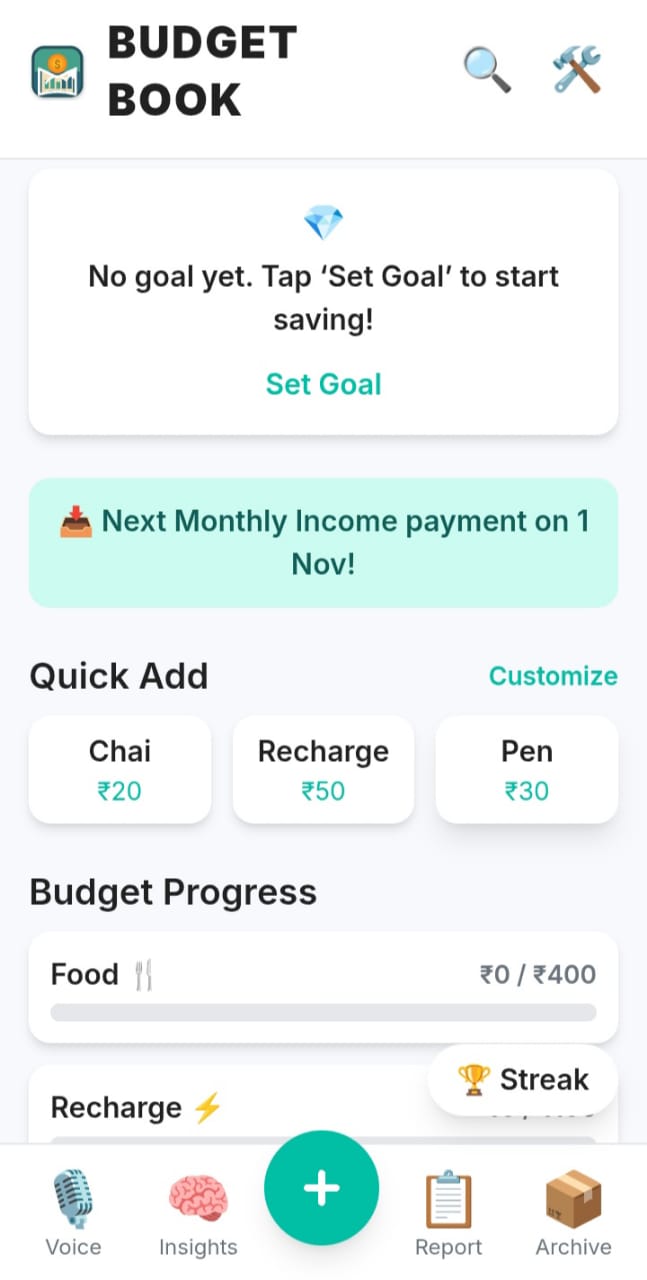 BUDGET
BOOK
No goal yet. Tap ‘Set Goal’ to start
saving!
Set Goal
Next Monthly Income payment on 1
Nov!
Quick Add
Customize
Chai
₹20
Recharge
₹50
Pen
₹30
Budget Progress
Food
₹0 / ₹400
Streak
Recharge
Voice
Insights
Report
Archive